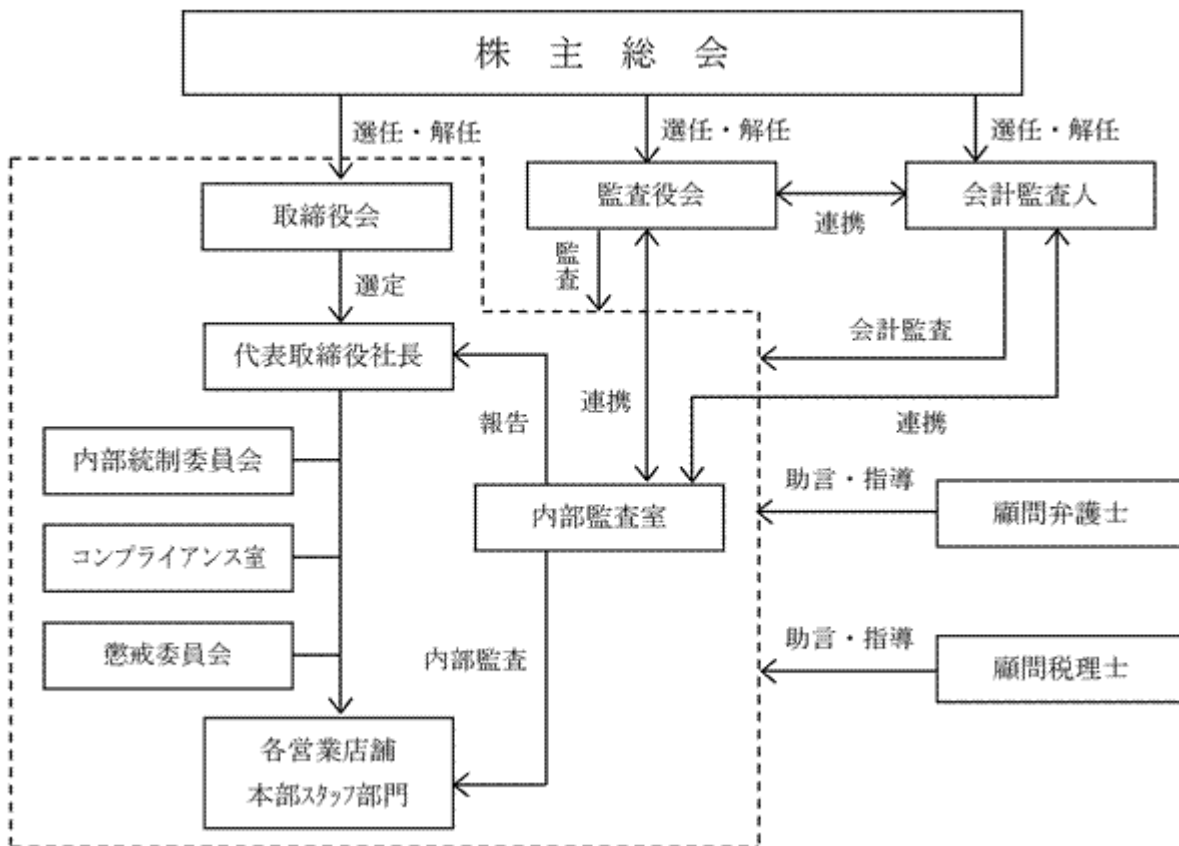 株主総会
選任・解任
選任・解任
選任・解任
取締役会
監査役会
会計監査人
連携
監査
選定
代表取締役社長
会計監査
報告
連携
連携
内部統制委員会
内部監査室
助言・指導
顧問弁護士
コンプライアンス室
懲戒委員会
内部監査
助言・指導
顧問税理士
各営業店舗
本部スタッフ部門